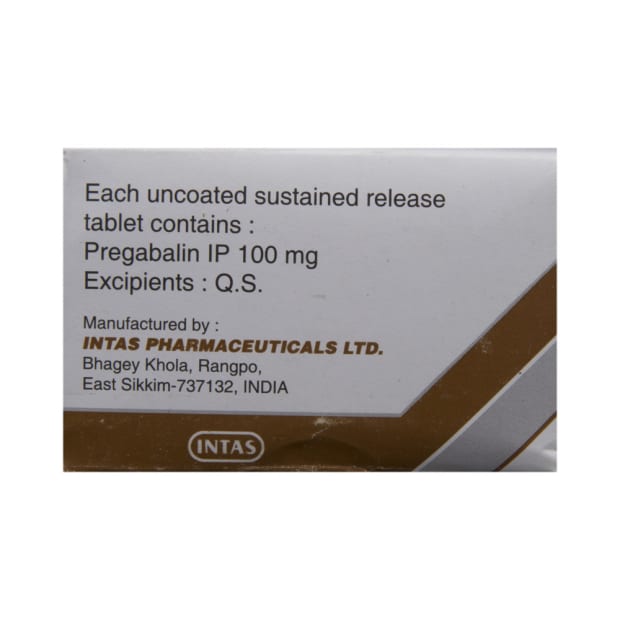 Each uncoated sustained release
tablet contains :
Pregabalin IP 100 mg
Excipients : Q.S.
Manufactured by :
INTAS PHARMACEUTICALS LTD.
Bhagey Khola, Rangpo,
East Sikkim-737132, INDIA
INTAS